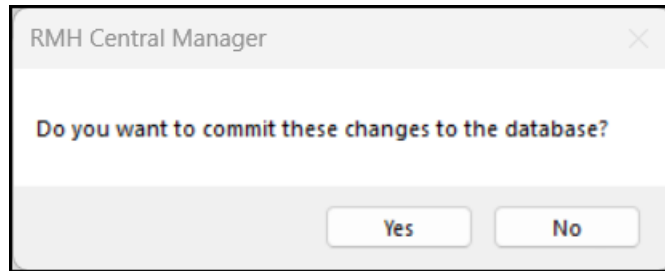 RMH Central Manager
Do you want to commit these changes to the database?
Yes No